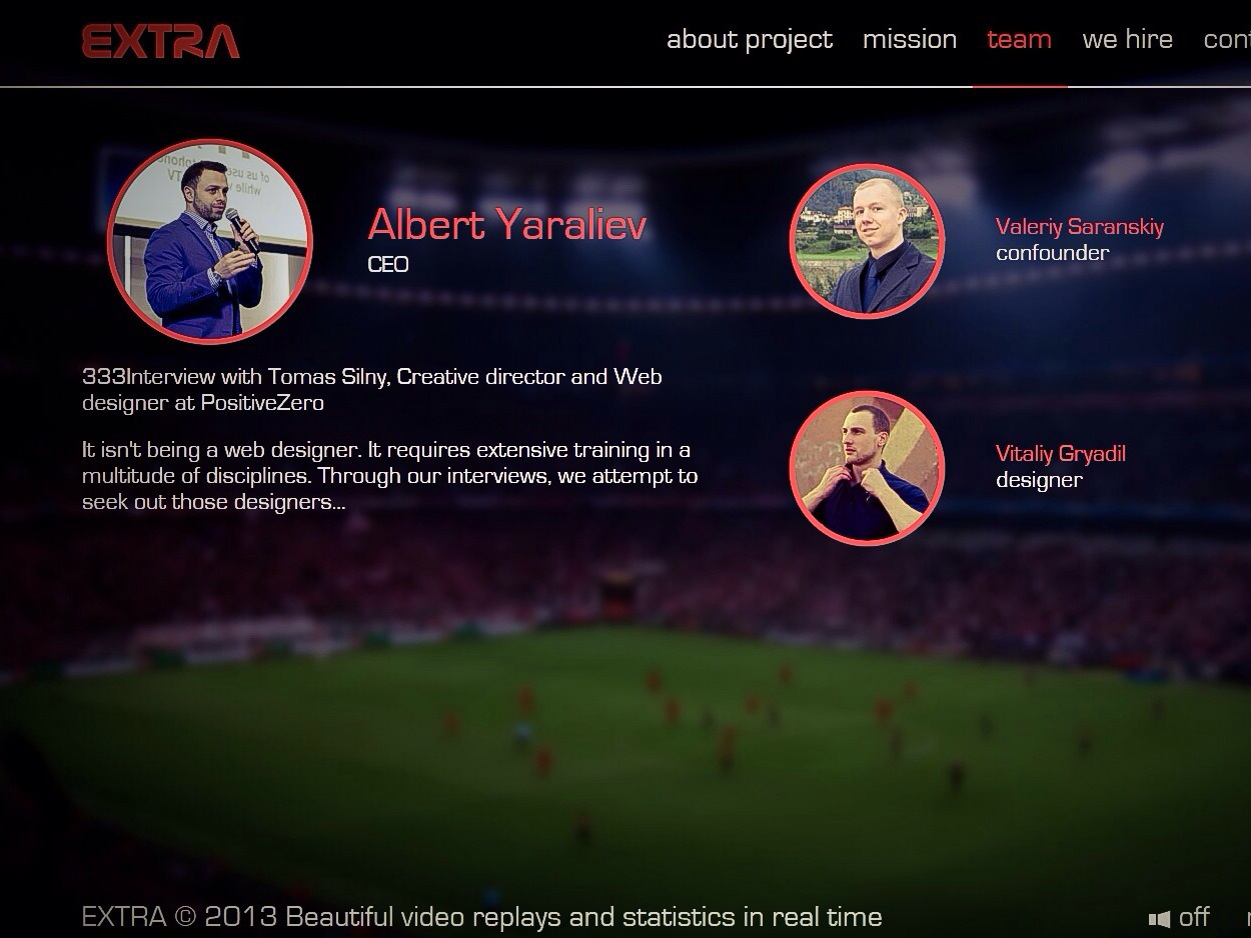 EXTRA
about project mission team we hire cont
Albert Yaraliev
CEO
333Interview with Tomas Silny, Creative director and Web
designer at PositiveZero
It isn't being a web designer. It requires extensive training in a
multitude of disciplines. Through our interviews, we attempt to
seek out those designers...
Valeriy Saranskiy
confounder
Vitaliy Gryadil
designer
EXTRA © 2013 Beautiful video replays and statistics in real time
off